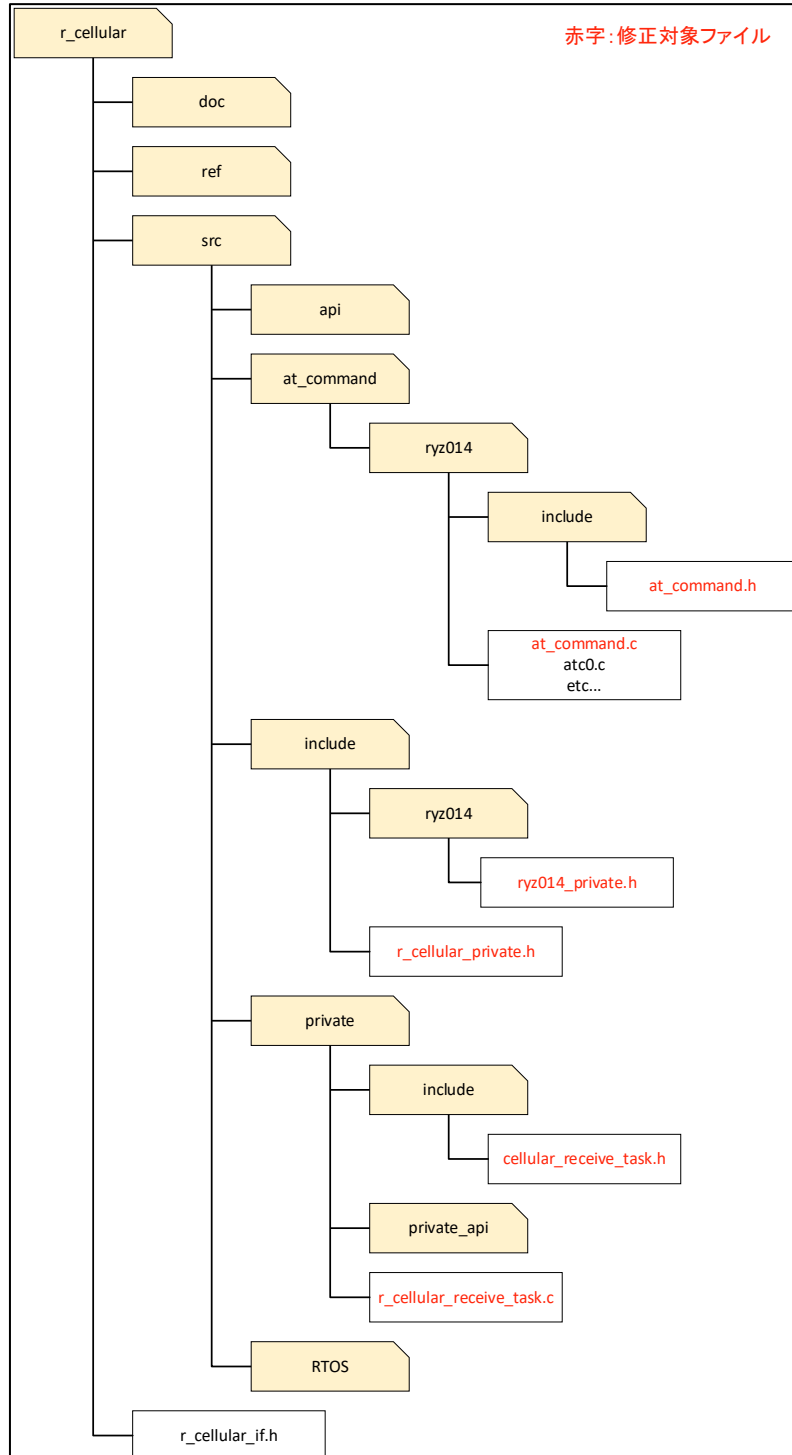 r_cellular
赤字：修正対象ファイル
doc
ref
src
api
at_command
ryz014
include
at_command.h
at_command.c
atc0.c
etc...
include
ryz014
ryz014_private.h
r_cellular_private.h
private
include
cellular_receive_task.h
private_api
r_cellular_receive_task.c
RTOS
r_cellular_if.h